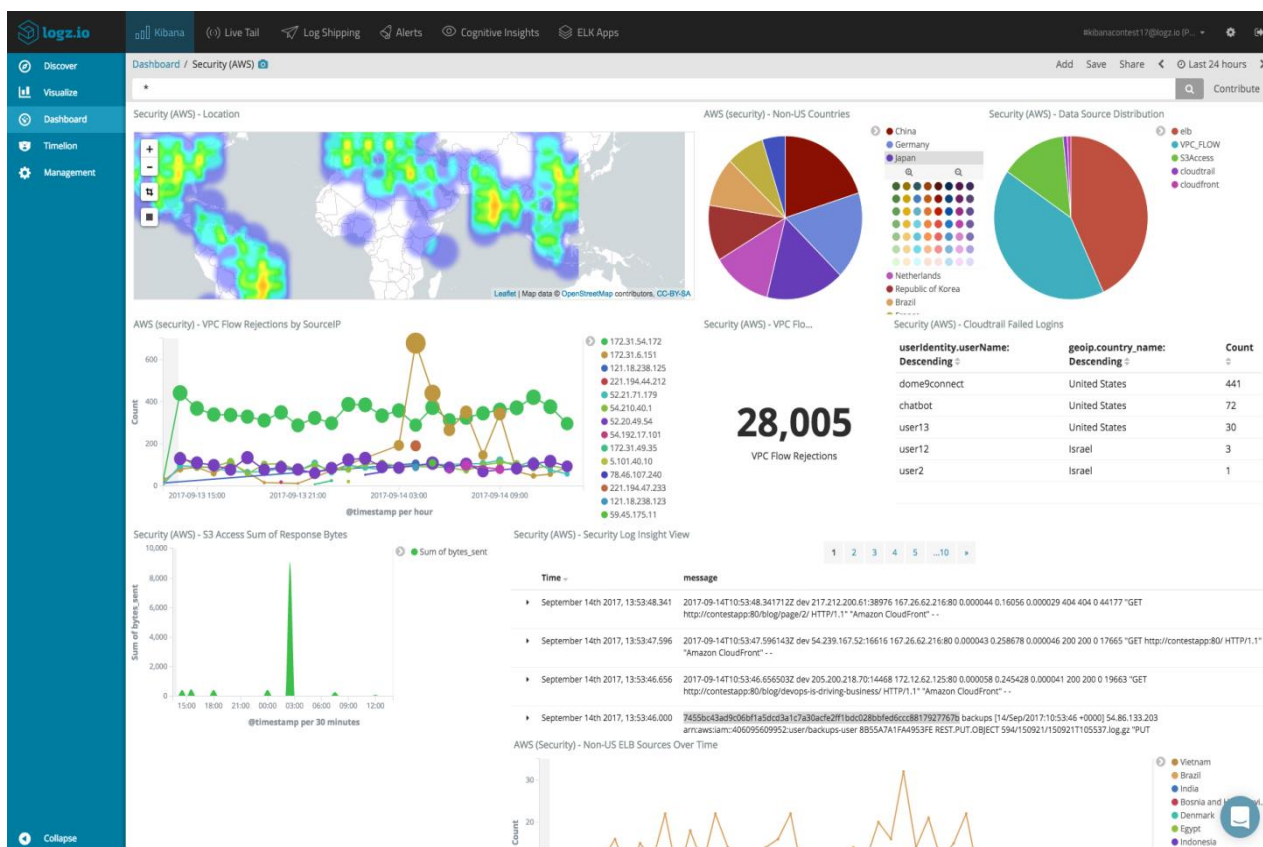 logz.io
Kibana
Live Tail
Log Shipping
Alerts
Cognitive Insights
ELK Apps
#kibanacontest17@logz.io (P...
Discover
Visualize
Dashboard
Timelion
Management
Collapse
Dashboard / Security (AWS)
Add Save Share Last 24 hours
*
Contribute
Security (AWS) - Location
+
−
Leaflet | Map data © OpenStreetMap contributors, CC-BY-SA
AWS (security) - Non-US Countries
China
Germany
Japan
Netherlands
Republic of Korea
Brazil
Security (AWS) - Data Source Distribution
elb
VPC_FLOW
S3Access
cloudtrail
cloudfront
AWS (security) - VPC Flow Rejections by SourceIP
600
400
200
0
Count
2017-09-13 15:00 2017-09-13 21:00 2017-09-14 03:00 2017-09-14 09:00
@timestamp per hour
172.31.54.172
172.31.6.151
121.18.238.125
221.194.44.212
52.21.71.179
54.210.40.1
52.20.49.54
54.192.17.101
172.31.49.35
5.101.40.10
78.46.107.240
221.194.47.233
121.18.238.123
59.45.175.11
Security (AWS) - VPC Flo...
28,005
VPC Flow Rejections
Security (AWS) - Cloudtrail Failed Logins
userIdentity.userName: Descending geoip.country_name: Descending Count
dome9connect United States 441
chatbot United States 72
user13 United States 30
user12 Israel 3
user2 Israel 1
Security (AWS) - S3 Access Sum of Response Bytes
10,000
8,000
6,000
4,000
2,000
0
Sum of bytes_sent
15:00 18:00 21:00 00:00 03:00 06:00 09:00 12:00
@timestamp per 30 minutes
Sum of bytes_sent
Security (AWS) - Security Log Insight View
1 2 3 4 5 ...10 »
Time message
September 14th 2017, 13:53:48.341 2017-09-14T10:53:48.341712Z dev 217.212.200.61:38976 167.26.62.216:80 0.000044 0.16056 0.000029 404 404 0 44177 "GET
http://contestapp:80/blog/page/2/ HTTP/1.1" "Amazon CloudFront" - -
September 14th 2017, 13:53:47.596 2017-09-14T10:53:47.596143Z dev 54.239.167.52:16616 167.26.62.216:80 0.000043 0.258678 0.000046 200 200 0 17665 "GET http://contestapp:80/ HTTP/1.1"
"Amazon CloudFront" - -
September 14th 2017, 13:53:46.656 2017-09-14T10:53:46.656503Z dev 205.200.218.70:14468 172.12.62.125:80 0.000058 0.245428 0.000041 200 200 0 19663 "GET
http://contestapp:80/blog/devops-is-driving-business/ HTTP/1.1" "Amazon CloudFront" - -
September 14th 2017, 13:53:46.000 7455bc43ad9c06bf1a5dcd3a1c7a30acfe2ff1bdc028bbfed6ccc8817927767b backups [14/Sep/2017:10:53:46 +0000] 54.86.133.203
arn:aws:iam::406095609952:user/backups-user 8B55A7A1FA4953FE REST.PUT.OBJECT 594/150921/150921T105537.log.gz "PUT
AWS (Security) - Non-US ELB Sources Over Time
30
20
Count
Vietnam
Brazil
India
Bosnia and
Denmark
Egypt
Indonesia